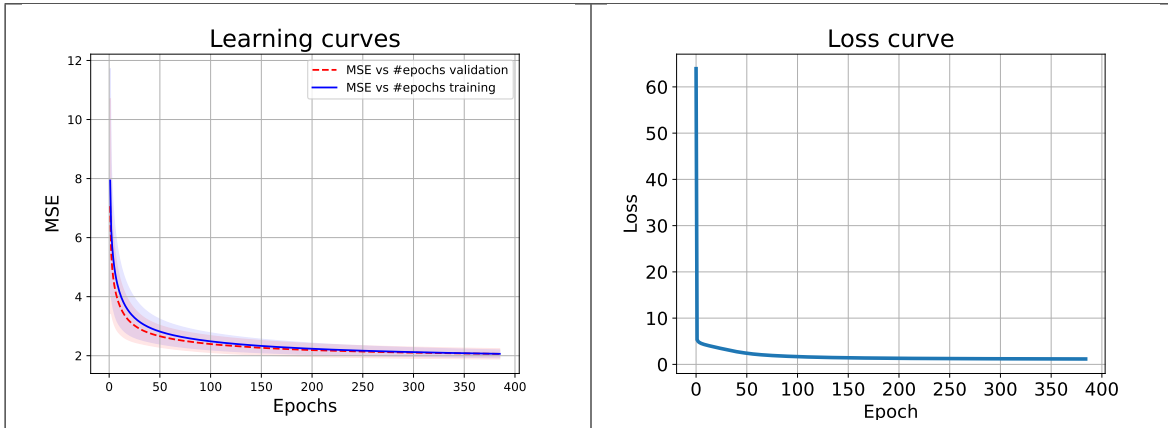 Learning curves
12
10
8
6
4
2
MSE
MSE vs #epochs validation
MSE vs #epochs training
0 50 100 150 200 250 300 350 400
Epochs
Loss curve
60
50
40
30
20
10
0
Loss
0 50 100 150 200 250 300 350 400
Epoch